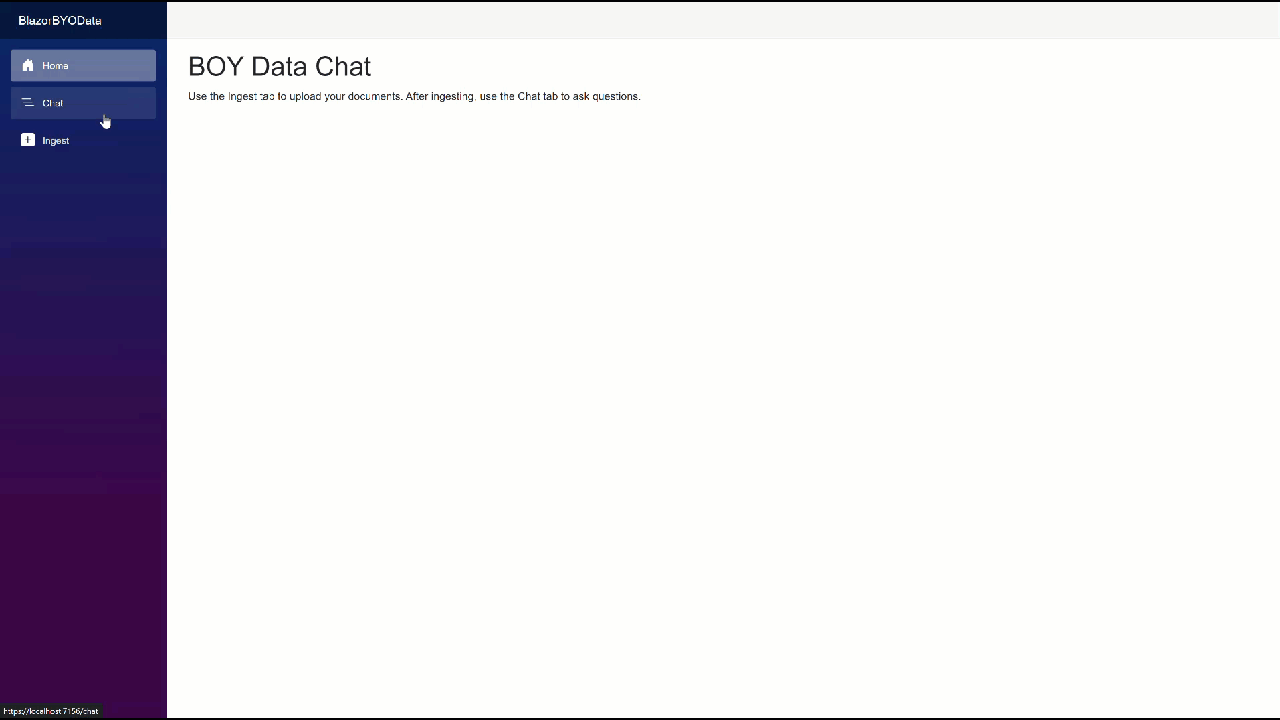 BlazorBYOData
Home
Chat
Ingest
BOY Data Chat
Use the Ingest tab to upload your documents. After ingesting, use the Chat tab to ask questions.
https://localhost:7156/chat